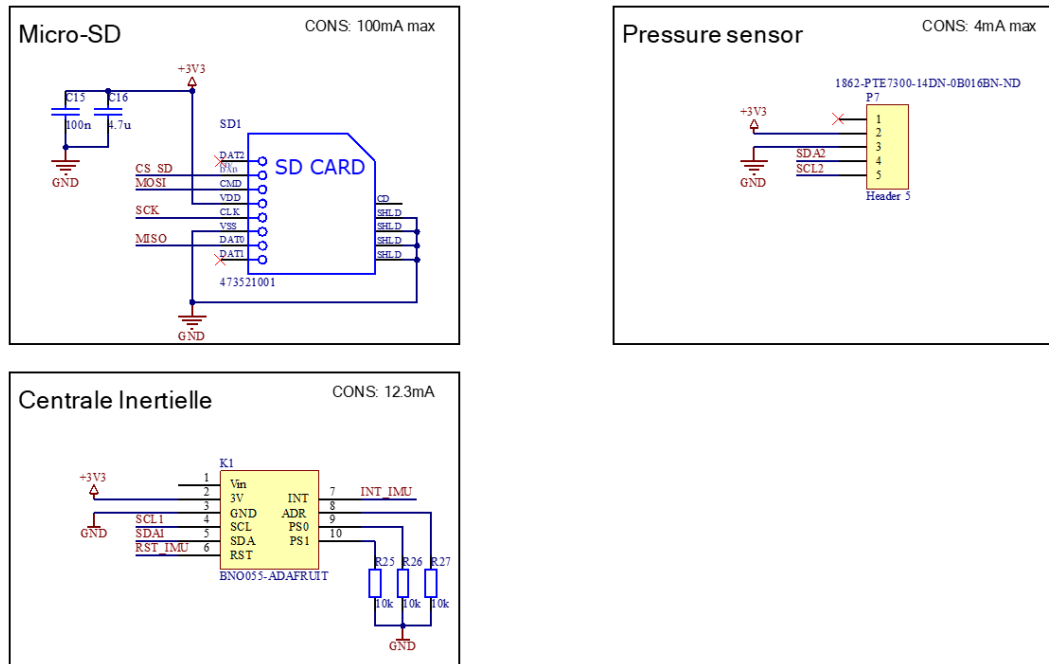 Micro-SD
CONS: 100mA max
+3V3
C15
C16
100n
4.7u
GND
SD1
SD CARD
DAT2
CS_SD
MOSI
CMD
VDD
SCK
CLK
VSS
MISO
DAT0
DAT1
CD
SHLD
SHLD
SHLD
SHLD
473521001
GND
Pressure sensor
CONS: 4mA max
1862-PTE7300-14DN-0B016BN-ND
P7
+3V3
1
2
3
SDA2
4
SCL2
5
GND
Header 5
Centrale Inertielle
CONS: 12.3mA
K1
+3V3
1
Vin
2
3V
3
GND
SCL1
4
SCL
SDA1
5
SDA
RST_IMU
6
RST
GND
INT
7
INT_IMU
ADR
8
PS0
9
PS1
10
BNO055-ADAFRUIT
R25
R26
R27
10k
10k
10k
GND